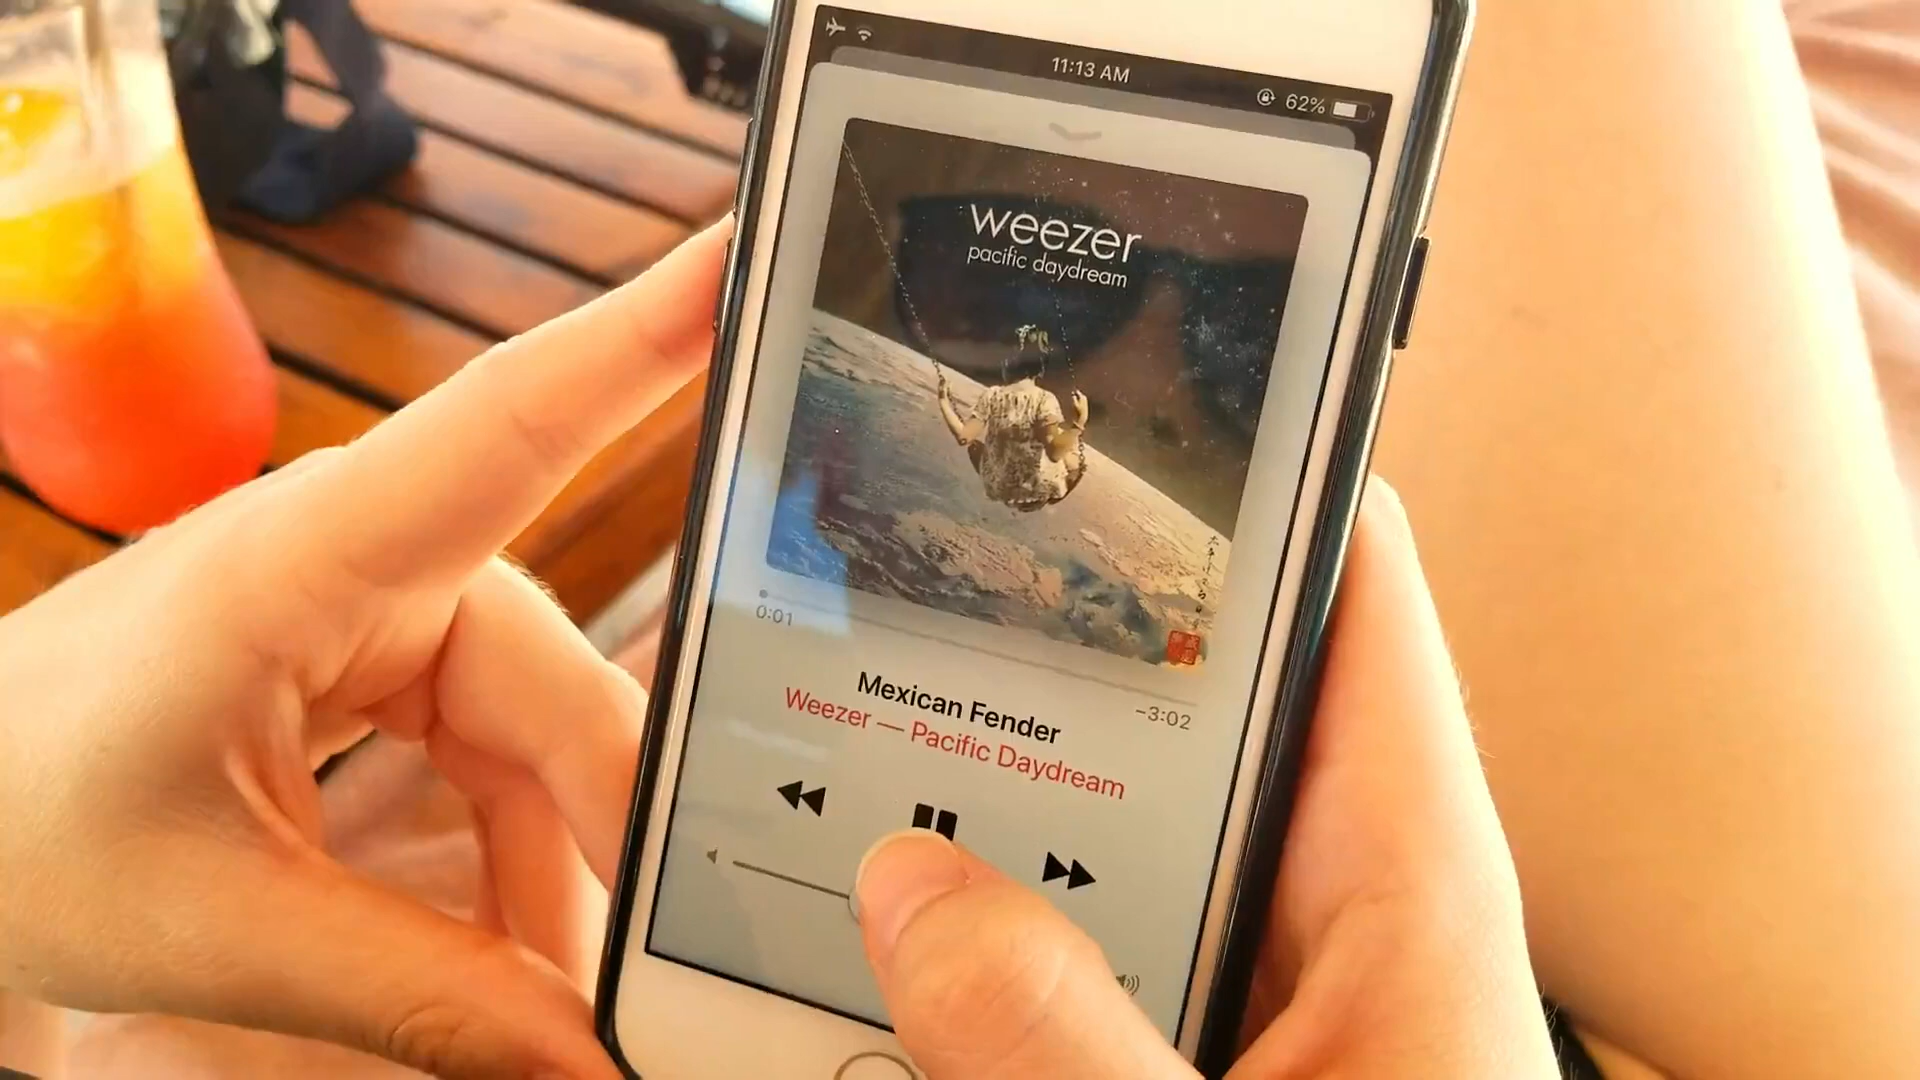 11:13 AM
62%
weezer
pacific daydream
0:01
-3:02
Mexican Fender
Weezer — Pacific Daydream